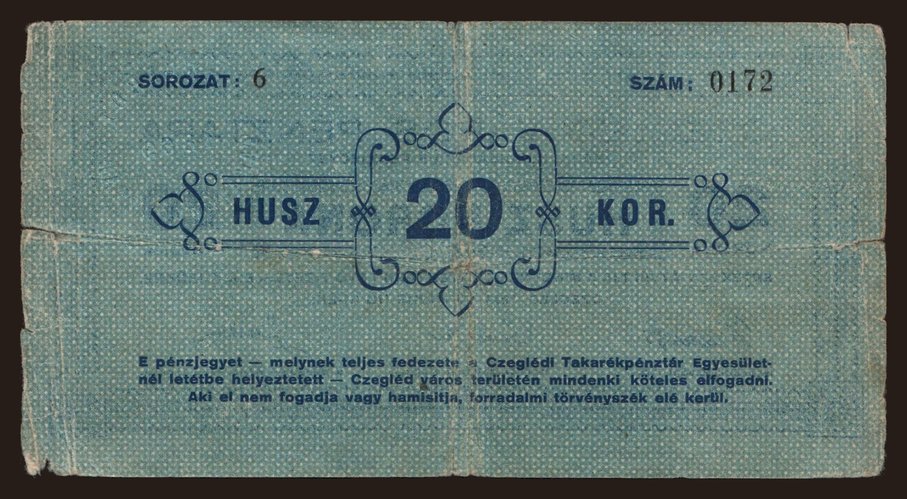 SOROZAT: 6
SZÁM: 0172
HUSZ 20 KOR.
E pénzjegyet — melynek teljes fedezete a Czeglédi Takarékpénztár Egyesület-
nél letétbe helyeztetett — Czegléd város területén mindenki köteles elfogadni.
Aki el nem fogadja vagy hamisitja, forradalmi törvényszék elé kerül.